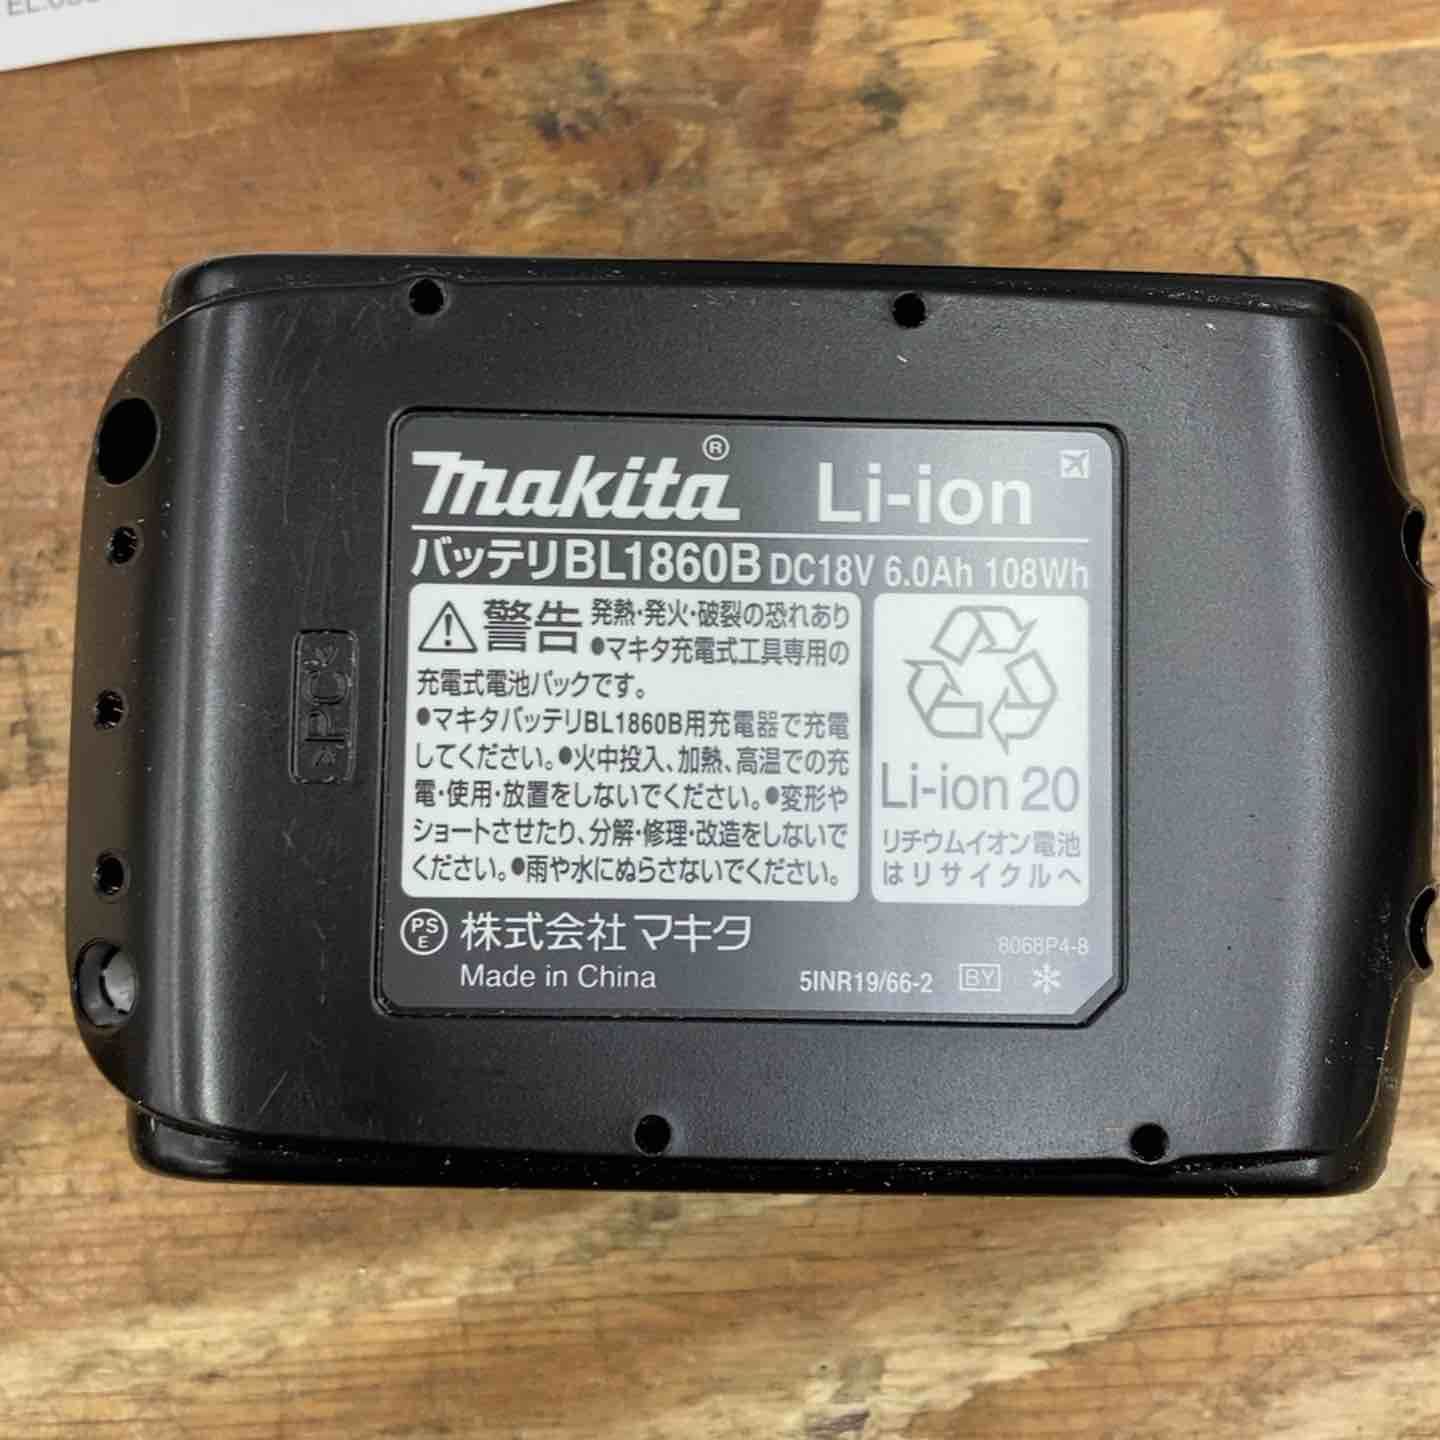 makita® Li-ion
バッテリBL1860B DC18V 6.0Ah 108Wh
警告 発熱・発火・破裂の恐れあり
●マキタ充電式工具専用の
充電式電池パックです。
●マキタバッテリBL1860B用充電器で充電
してください。●火中投入、加熱、高温での充
電・使用・放置をしないでください。●変形や
ショートさせたり、分解・修理・改造をしないで
ください。●雨や水にぬらさないでください。
Li-ion 20
リチウムイオン電池
はリサイクルへ
PS
E
株式会社マキタ
Made in China
8068P4-8
5INR19/66-2 BY